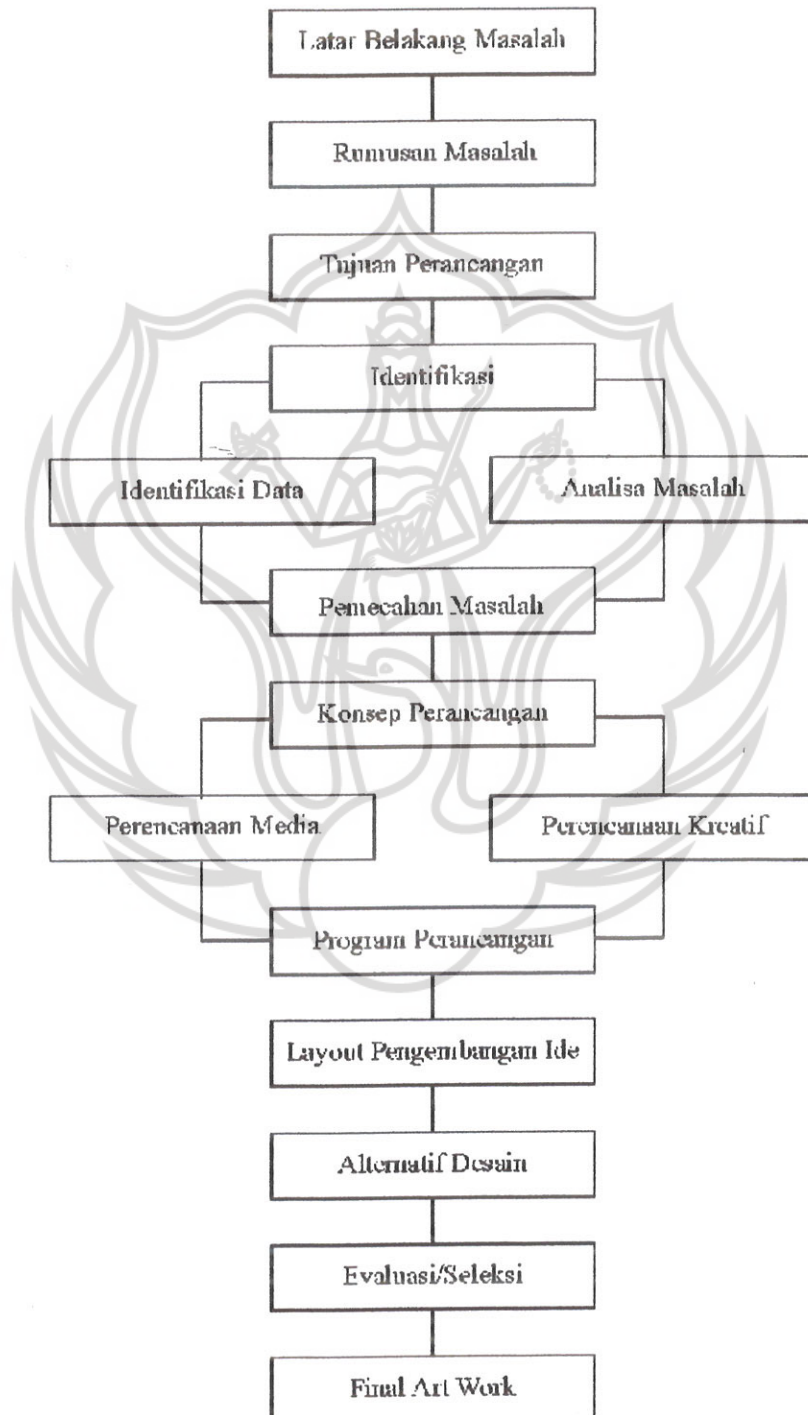 Latar Belakang Masalah
Rumusan Masalah
Tujuan Perancangan
Identifikasi
Identifikasi Data
Analisa Masalah
Pemecahan Masalah
Konsep Perancangan
Perencanaan Media
Perencanaan Kreatif
Program Perancangan
Layout Pengembangan Ide
Alternatif Desain
Evaluasi/Seleksi
Final Art Work